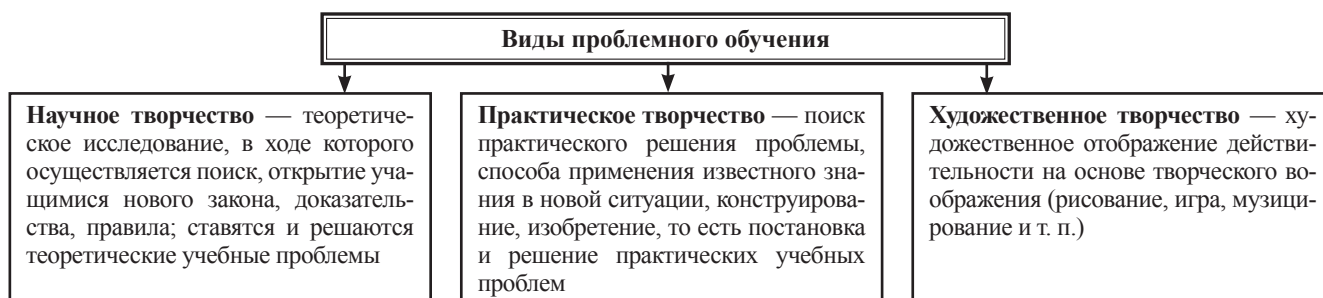 Виды проблемного обучения
Научное творчество — теоретиче-
ское исследование, в ходе которого
осуществляется поиск, открытие уча-
щимися нового закона, доказатель-
ства, правила; ставятся и решаются
теоретические учебные проблемы
Практическое творчество — поиск
практического решения проблемы,
способа применения известного зна-
ния в новой ситуации, конструирова-
ние, изобретение, то есть постановка
и решение практических учебных
проблем
Художественное творчество — ху-
дожественное отображение действи-
тельности на основе творческого во-
ображения (рисование, игра, музици-
рование и т. п.)